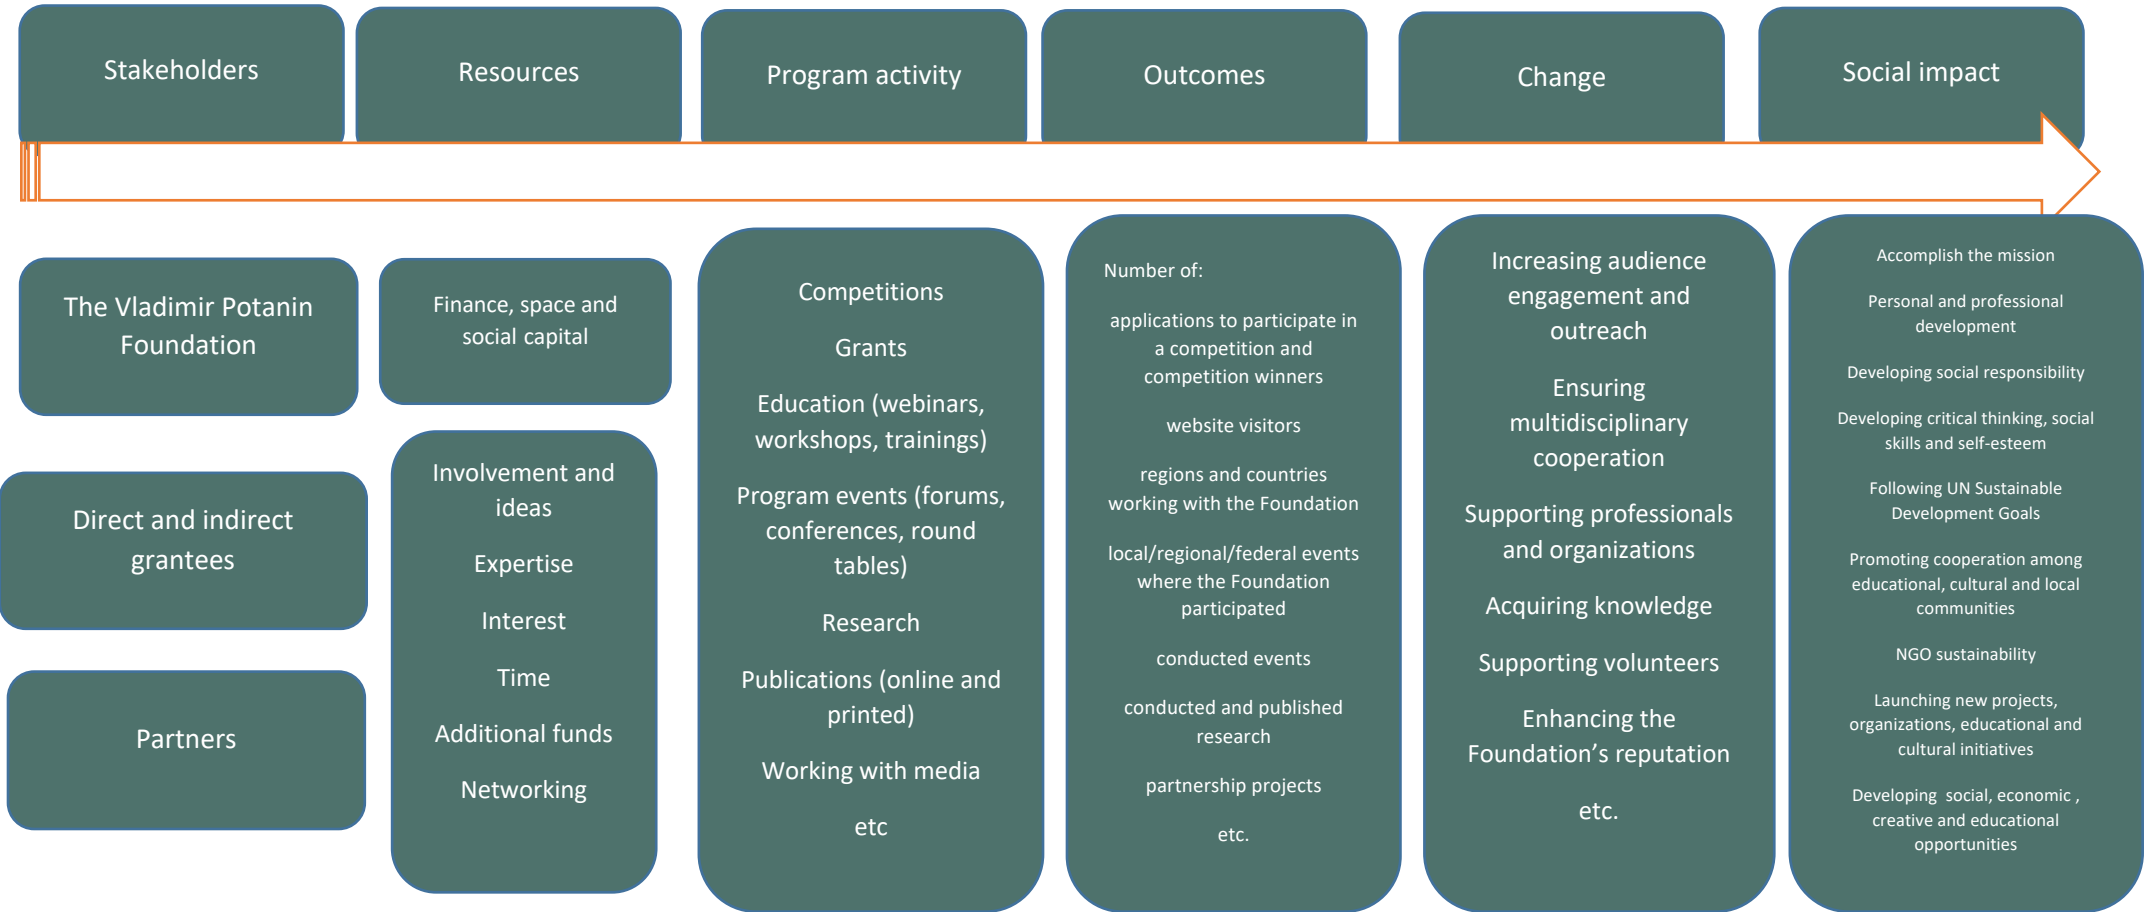 Stakeholders
Resources
Program activity
Outcomes
Change
Social impact
The Vladimir Potanin
Foundation
Direct and indirect
grantees
Partners
Finance, space and
social capital
Involvement and
ideas
Expertise
Interest
Time
Additional funds
Networking
Competitions
Grants
Education (webinars,
workshops, trainings)
Program events (forums,
conferences, round
tables)
Research
Publications (online and
printed)
Working with media
etc
Number of:
applications to participate in
a competition and
competition winners
website visitors
regions and countries
working with the Foundation
local/regional/federal events
where the Foundation
participated
conducted events
conducted and published
research
partnership projects
etc.
Increasing audience
engagement and
outreach
Ensuring
multidisciplinary
cooperation
Supporting professionals
and organizations
Acquiring knowledge
Supporting volunteers
Enhancing the
Foundation’s reputation
etc.
Accomplish the mission
Personal and professional
development
Developing social responsibility
Developing critical thinking, social
skills and self-esteem
Following UN Sustainable
Development Goals
Promoting cooperation among
educational, cultural and local
communities
NGO sustainability
Launching new projects,
organizations, educational and
cultural initiatives
Developing  social, economic ,
creative and educational
opportunities